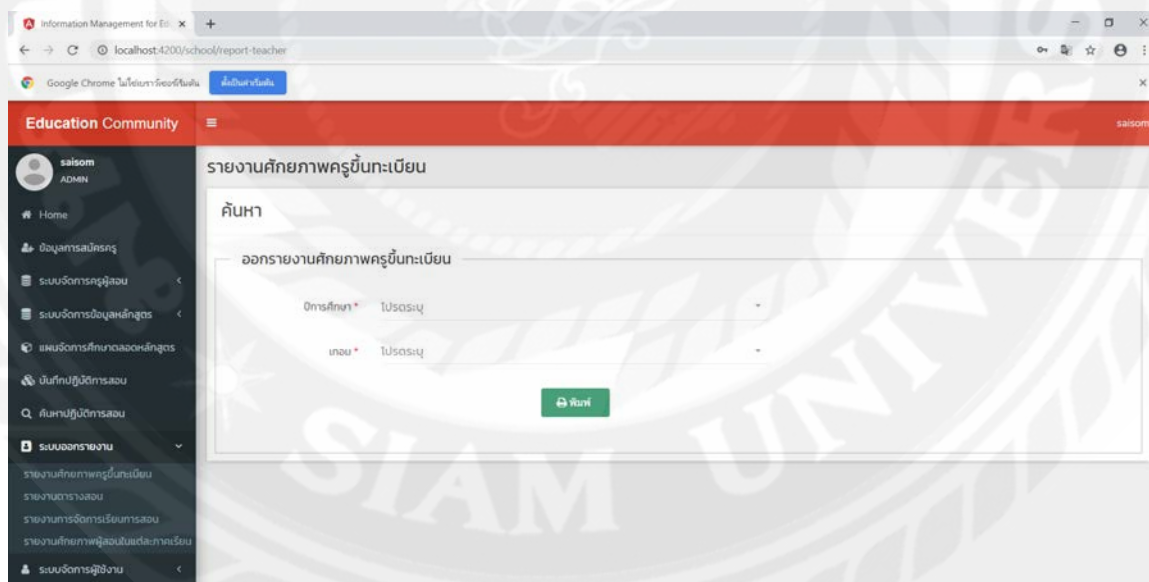 Information Management for Ed
localhost:4200/school/report-teacher
Google Chrome ไม่ใช่เบราว์เซอร์เริ่มต้น ตั้งเป็นค่าเริ่มต้น
Education Community
saisom
saisom
ADMIN
Home
ข้อมูลการสมัครครู
ระบบจัดการครูผู้สอน
ระบบจัดการข้อมูลหลักสูตร
แผนจัดการศึกษาตลอดหลักสูตร
บันทึกปฏิบัติการสอน
ค้นหาปฏิบัติการสอน
ระบบออกรายงาน
รายงานศักยภาพครูขึ้นทะเบียน
รายงานตารางสอน
รายงานการจัดการเรียนการสอน
รายงานศักยภาพผู้สอนในแต่ละภาคเรียน
ระบบจัดการผู้ใช้งาน
รายงานศักยภาพครูขึ้นทะเบียน
ค้นหา
ออกรายงานศักยภาพครูขึ้นทะเบียน
ปีการศึกษา * โปรดระบุ
เทอม * โปรดระบุ
พิมพ์
SIAM UNIVERS